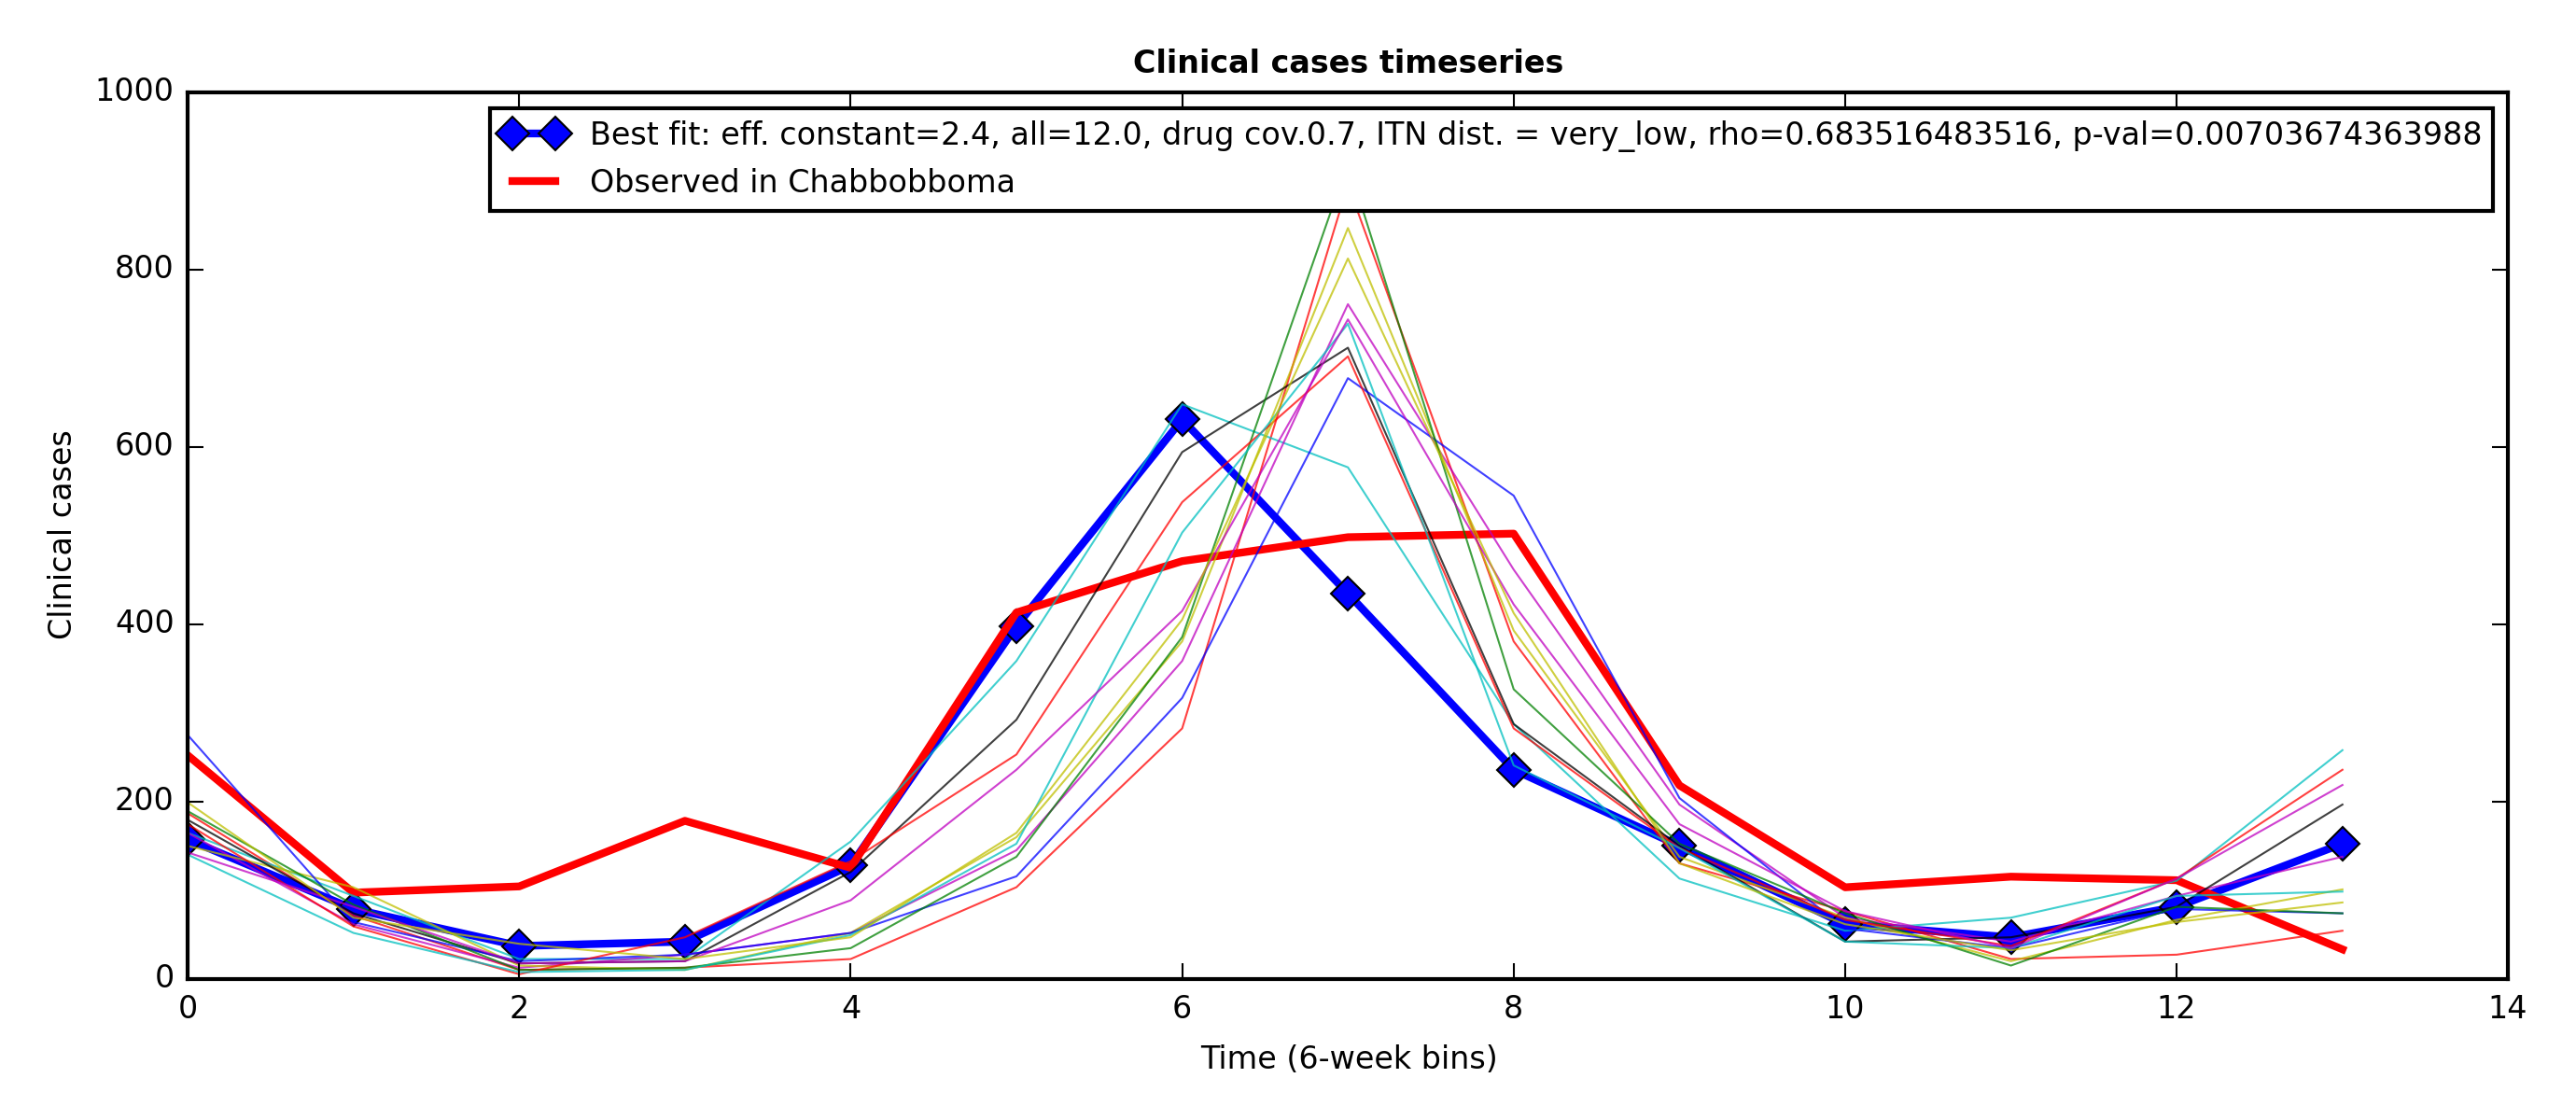 Clinical cases timeseries
1000
800
600
400
200
0
Clinical cases
Best fit: eff. constant=2.4, all=12.0, drug cov.0.7, ITN dist. = very_low, rho=0.683516483516, p-val=0.00703674363988
Observed in Chabbobboma
0 2 4 6 8 10 12 14
Time (6-week bins)